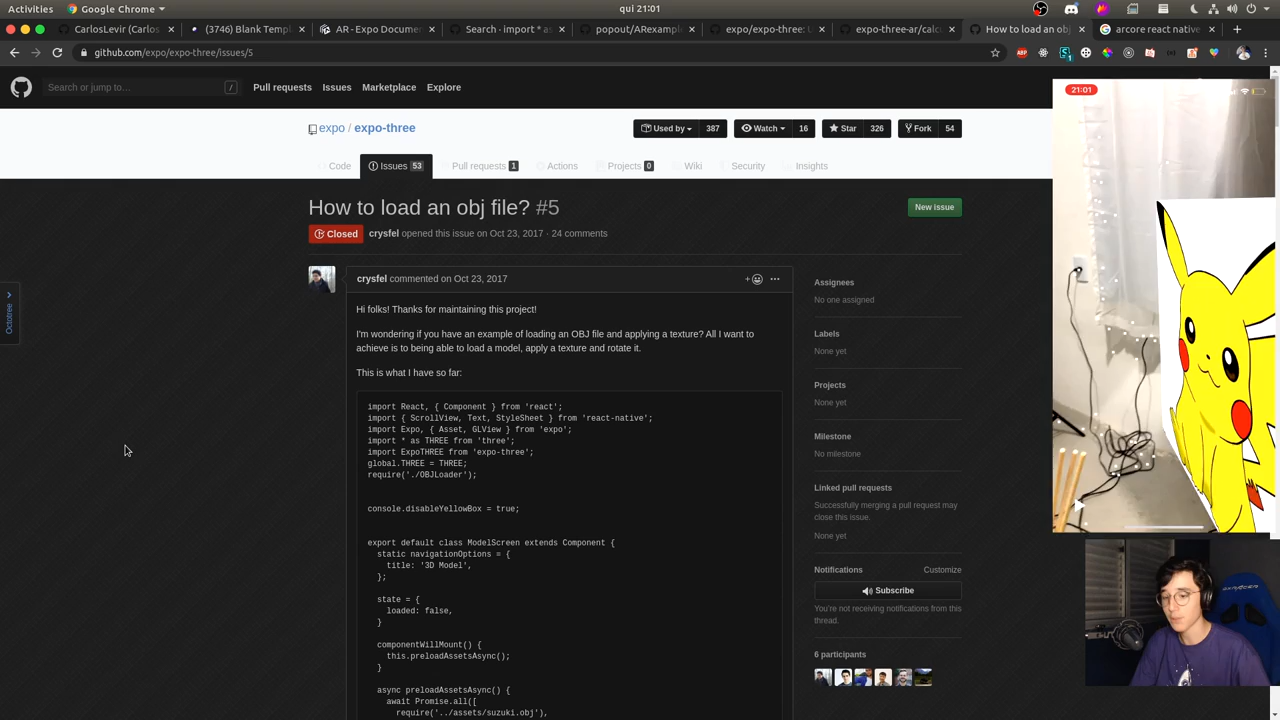 Activities
Google Chrome
qui 21:01
CarlosLevir (Carlos
(3746) Blank Templ
AR - Expo Documen
Search · import * as
popout/ARexample
expo/expo-three: U
expo-three-ar/calc
How to load an obj
arcore react native
github.com/expo/expo-three/issues/5
Search or jump to…
/
Pull requests
Issues
Marketplace
Explore
expo / expo-three
Used by 387
Watch 16
Star 326
Fork 54
Code
Issues 53
Pull requests 1
Actions
Projects 0
Wiki
Security
Insights
How to load an obj file? #5
New issue
Closed
crysfel opened this issue on Oct 23, 2017 · 24 comments
crysfel commented on Oct 23, 2017
Hi folks! Thanks for maintaining this project!
I'm wondering if you have an example of loading an OBJ file and applying a texture? All I want to
achieve is to being able to load a model, apply a texture and rotate it.
This is what I have so far:
import React, { Component } from 'react';
import { ScrollView, Text, StyleSheet } from 'react-native';
import Expo, { Asset, GLView } from 'expo';
import * as THREE from 'three';
import ExpoTHREE from 'expo-three';
global.THREE = THREE;
require('./OBJLoader');
console.disableYellowBox = true;
export default class ModelScreen extends Component {
static navigationOptions = {
title: '3D Model',
};
state = {
loaded: false,
}
componentWillMount() {
this.preloadAssetsAsync();
}
async preloadAssetsAsync() {
await Promise.all([
require('../assets/suzuki.obj'),
Assignees
No one assigned
Labels
None yet
Projects
None yet
Milestone
No milestone
Linked pull requests
Successfully merging a pull request may
close this issue.
None yet
Notifications
Customize
Subscribe
You're not receiving notifications from this
thread.
6 participants
Octotree
21:01